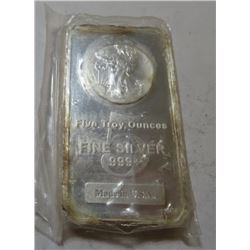 Five Troy Ounces
FINE SILVER
.999+
Made in U.S.A.